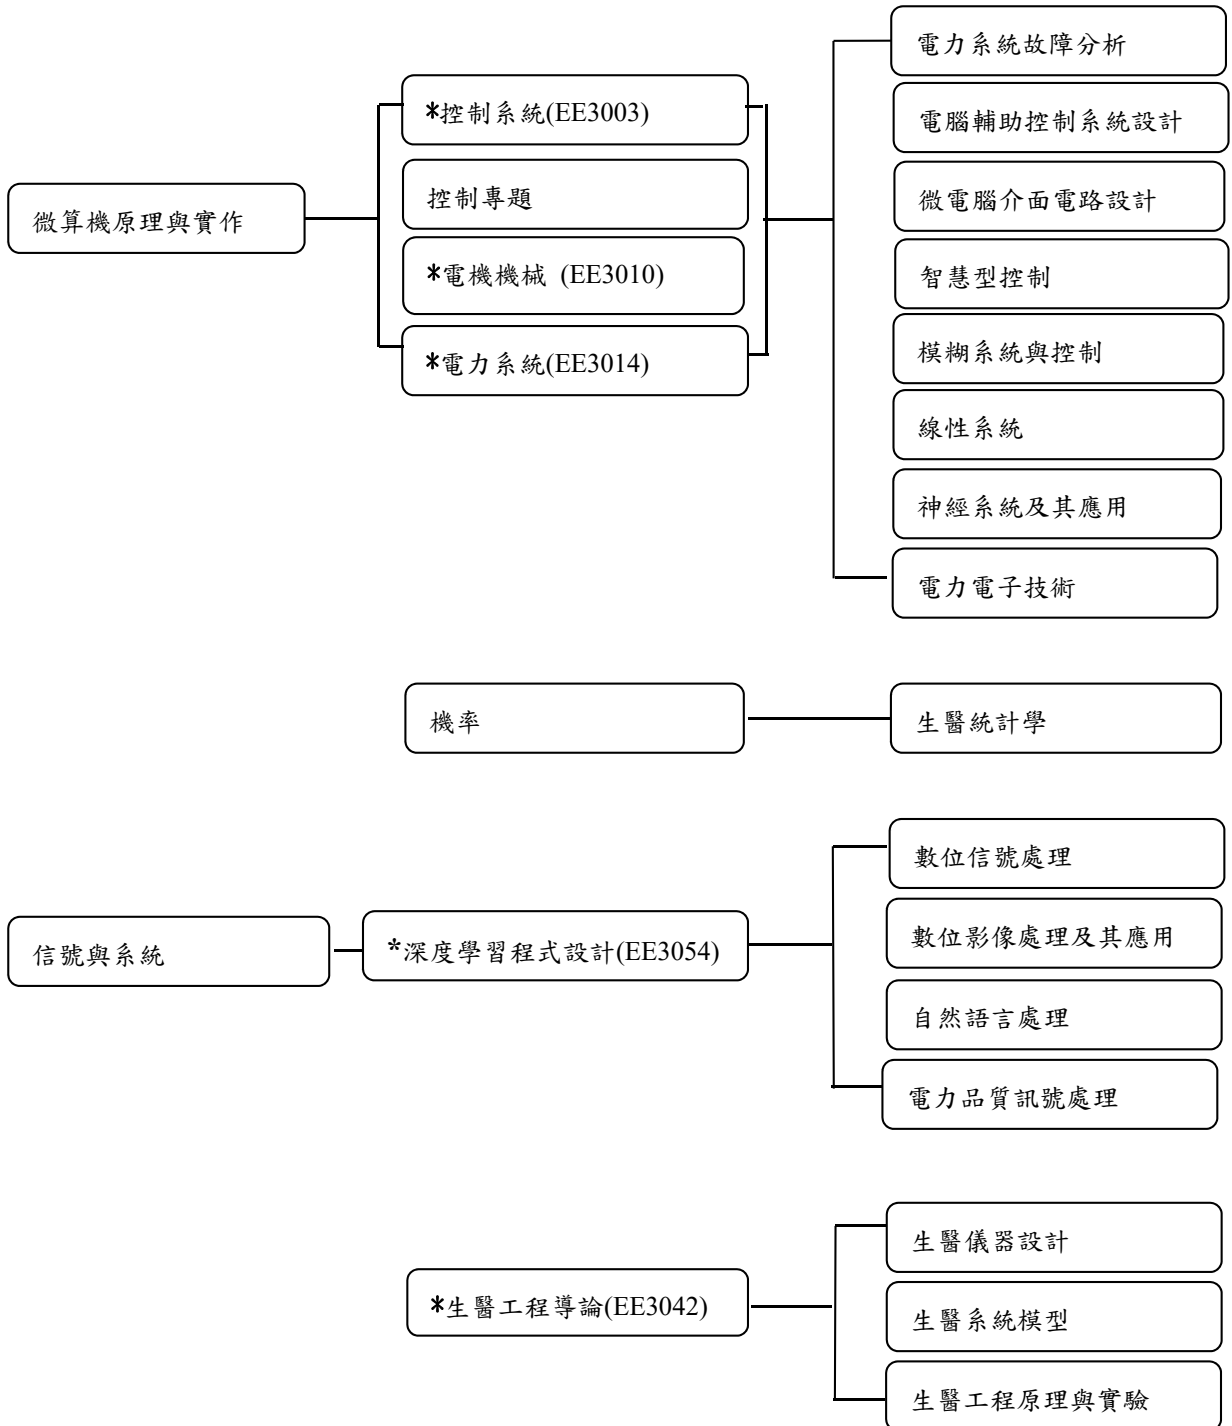 微算機原理與實作
*控制系統(EE3003)
控制專題
*電機機械 (EE3010)
*電力系統(EE3014)
電力系統故障分析
電腦輔助控制系統設計
微電腦介面電路設計
智慧型控制
模糊系統與控制
線性系統
神經系統及其應用
電力電子技術
機率
生醫統計學
信號與系統
*深度學習程式設計(EE3054)
數位信號處理
數位影像處理及其應用
自然語言處理
電力品質訊號處理
*生醫工程導論(EE3042)
生醫儀器設計
生醫系統模型
生醫工程原理與實驗